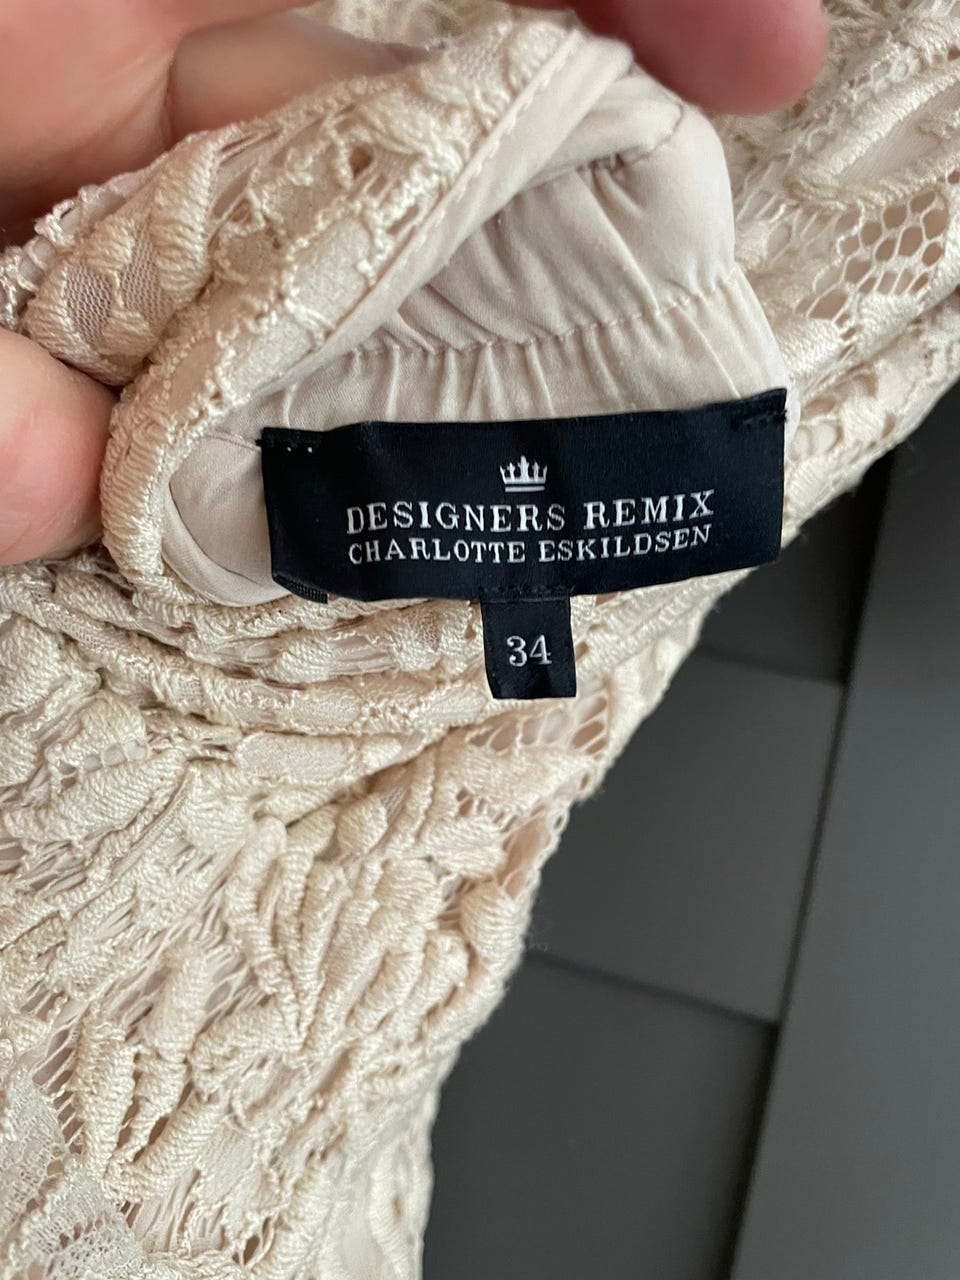 DESIGNERS REMIX
CHARLOTTE ESKILDSEN
34